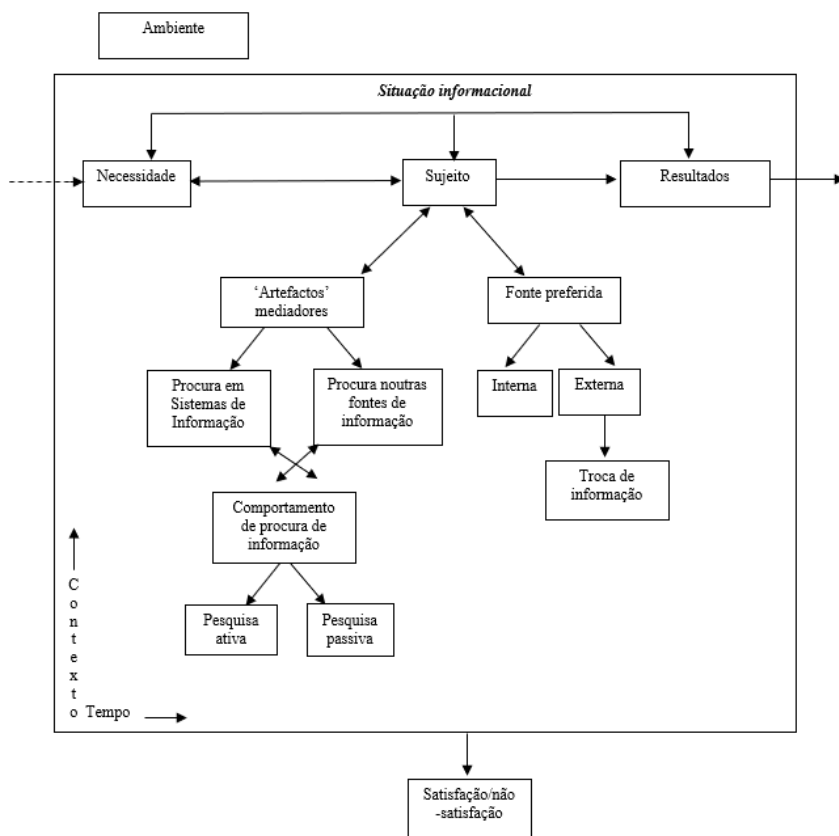 Ambiente
Situação informacional
Necessidade
Sujeito
Resultados
‘Artefactos’
mediadores
Fonte preferida
Procura em
Sistemas de
Informação
Procura noutras
fontes de
informação
Interna
Externa
Troca de
informação
Comportamento
de procura de
informação
Pesquisa
ativa
Pesquisa
passiva
Contexto
Tempo
Satisfação/não
-satisfação